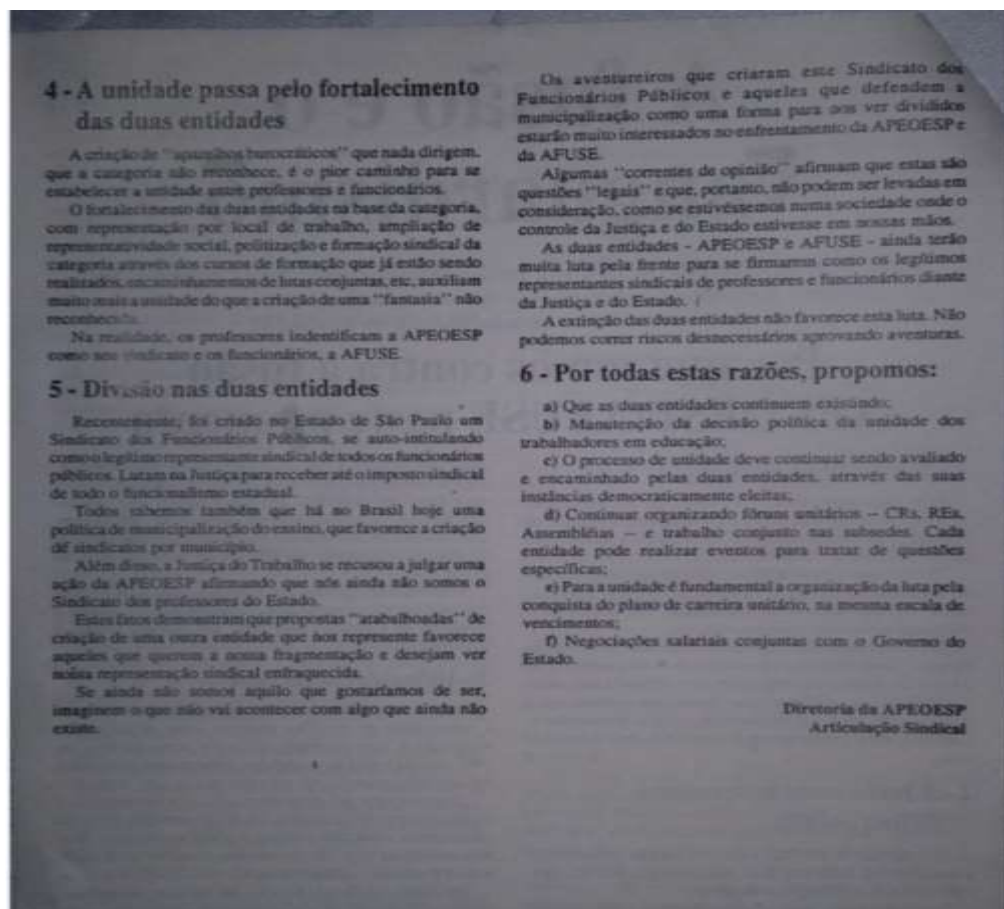 4 - A unidade passa pelo fortalecimento
das duas entidades
A criação de "aparelhos burocráticos" que nada dirigem,
que a categoria não reconhece, é o pior caminho para se
estabelecer a unidade entre professores e funcionários.
O fortalecimento das duas entidades na base da categoria,
com representação por local de trabalho, ampliação de
representatividade social, politização e formação sindical da
categoria através dos cursos de formação que já estão sendo
realizados, encaminhamentos de lutas conjuntas, etc, auxiliam
muito mais a unidade do que a criação de uma "fantasia" não
reconhecida.
Na realidade, os professores indentificam a APEOESP
como seu sindicato e os funcionários, a AFUSE.
5 - Divisão nas duas entidades
Recentemente, foi criado no Estado de São Paulo um
Sindicato dos Funcionários Públicos, se auto-intitulando
como o legítimo representante sindical de todos os funcionários
públicos. Lutam na Justiça para receber até o imposto sindical
de todo o funcionalismo estadual.
Todos sabemos também que há no Brasil hoje uma
política de municipalização do ensino, que favorece a criação
de sindicatos por município.
Além disso, a Justiça do Trabalho se recusou a julgar uma
ação da APEOESP afirmando que nós ainda não somos o
Sindicato dos professores do Estado.
Estes fatos demonstram que propostas "atabalhoadas" de
criação de uma outra entidade que nos represente favorece
aqueles que querem a nossa fragmentação e desejam ver
nossa representação sindical enfraquecida.
Se ainda não somos aquilo que gostaríamos de ser,
imaginem o que não vai acontecer com algo que ainda não
existe.
Os aventureiros que criaram este Sindicato dos
Funcionários Públicos e aqueles que defendem a
municipalização como uma forma para nos ver divididos
estarão muito interessados no enfrentamento da APEOESP e
da AFUSE.
Algumas "correntes de opinião" afirmam que estas são
questões "legais" e que, portanto, não podem ser levadas em
consideração, como se estivéssemos numa sociedade onde o
controle da Justiça e do Estado estivesse em nossas mãos.
As duas entidades - APEOESP e AFUSE - ainda terão
muita luta pela frente para se firmarem como os legítimos
representantes sindicais de professores e funcionários diante
da Justiça e do Estado.
A extinção das duas entidades não favorece esta luta. Não
podemos correr riscos desnecessários aprovando aventuras.
6 - Por todas estas razões, propomos:
a) Que as duas entidades continuem existindo;
b) Manutenção da decisão política da unidade dos
trabalhadores em educação;
c) O processo de unidade deve continuar sendo avaliado
e encaminhado pelas duas entidades, através das suas
instâncias democraticamente eleitas;
d) Continuar organizando fóruns unitários – CRs, REs,
Assembléias – e trabalho conjunto nas subsedes. Cada
entidade pode realizar eventos para tratar de questões
específicas;
e) Para a unidade é fundamental a organização da luta pela
conquista do plano de carreira unitário, na mesma escala de
vencimentos;
f) Negociações salariais conjuntas com o Governo do
Estado.
Diretoria da APEOESP
Articulação Sindical